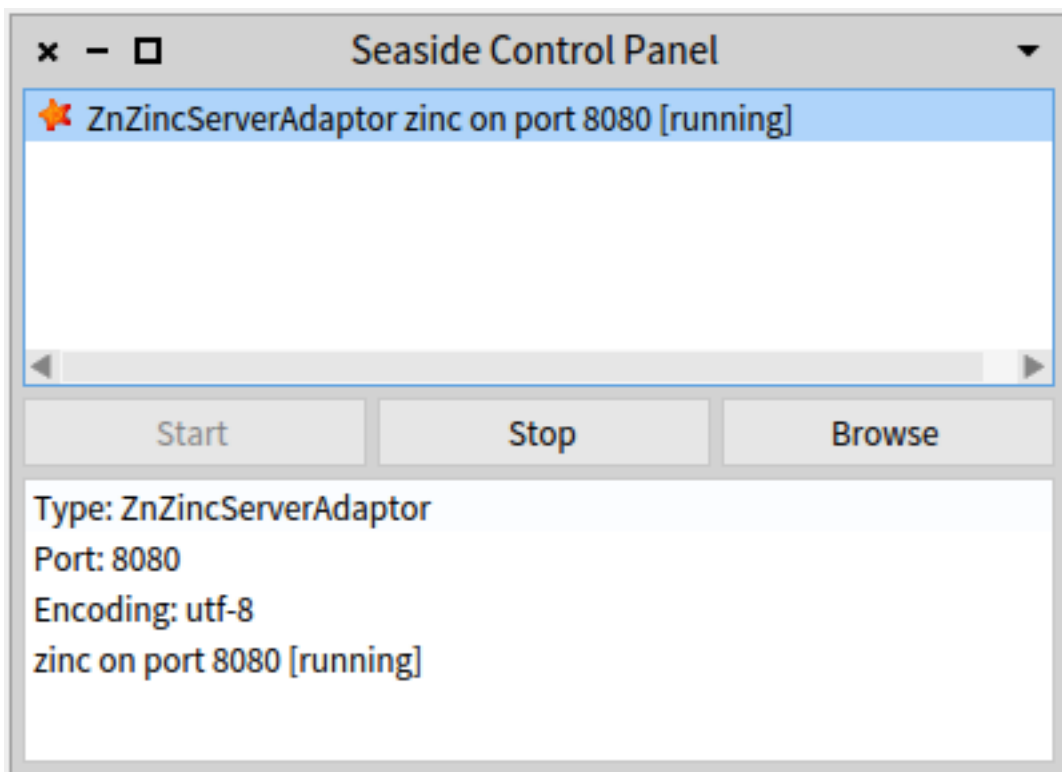 Seaside Control Panel
ZnZincServerAdaptor zinc on port 8080 [running]
Start Stop Browse
Type: ZnZincServerAdaptor
Port: 8080
Encoding: utf-8
zinc on port 8080 [running]